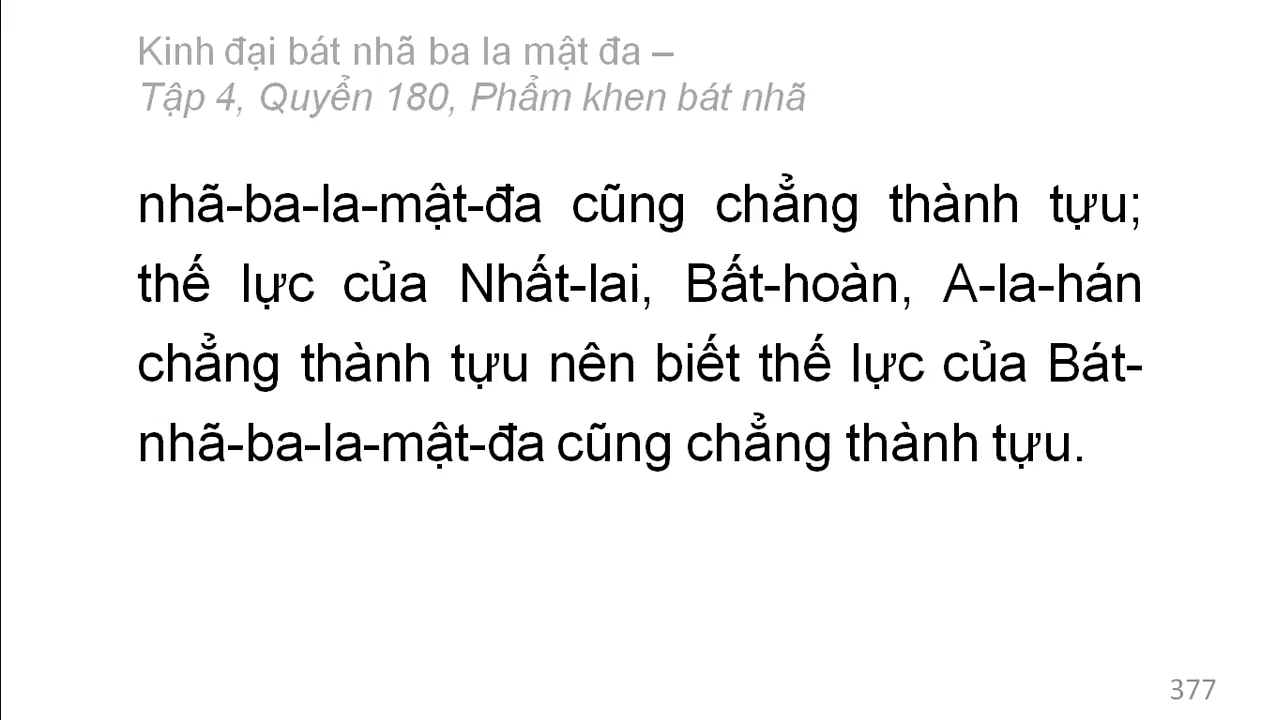 Kinh đại bát nhã ba la mật đa –
Tập 4, Quyển 180, Phẩm khen bát nhã
nhã-ba-la-mật-đa cũng chẳng thành tựu;
thế lực của Nhất-lai, Bất-hoàn, A-la-hán
chẳng thành tựu nên biết thế lực của Bát-
nhã-ba-la-mật-đa cũng chẳng thành tựu.
377